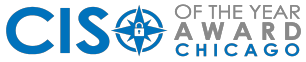 CISO
OF THE YEAR
AWARD
CHICAGO